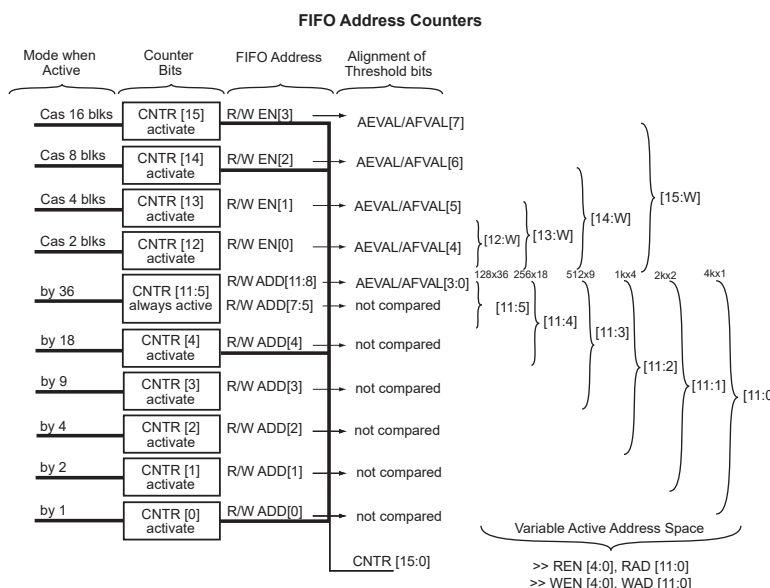 FIFO Address Counters
Mode when Active
Counter Bits
FIFO Address
Alignment of Threshold bits
Cas 16 blks
CNTR [15] activate
R/W EN[3]
AEVAL/AFVAL[7]
Cas 8 blks
CNTR [14] activate
R/W EN[2]
AEVAL/AFVAL[6]
Cas 4 blks
CNTR [13] activate
R/W EN[1]
AEVAL/AFVAL[5]
Cas 2 blks
CNTR [12] activate
R/W EN[0]
AEVAL/AFVAL[4]
[12:W]
[13:W]
[14:W]
[15:W]
by 36
CNTR [11:5] always active
R/W ADD[11:8]
AEVAL/AFVAL[3:0]
R/W ADD[7:5]
not compared
128x36
256x18
512x9
1kx4
2kx2
4kx1
[11:5]
[11:4]
[11:3]
[11:2]
[11:1]
[11:0
by 18
CNTR [4] activate
R/W ADD[4]
not compared
by 9
CNTR [3] activate
R/W ADD[3]
not compared
by 4
CNTR [2] activate
R/W ADD[2]
not compared
by 2
CNTR [1] activate
R/W ADD[1]
not compared
by 1
CNTR [0] activate
R/W ADD[0]
not compared
CNTR [15:0]
Variable Active Address Space
>> REN [4:0], RAD [11:0]
>> WEN [4:0], WAD [11:0]